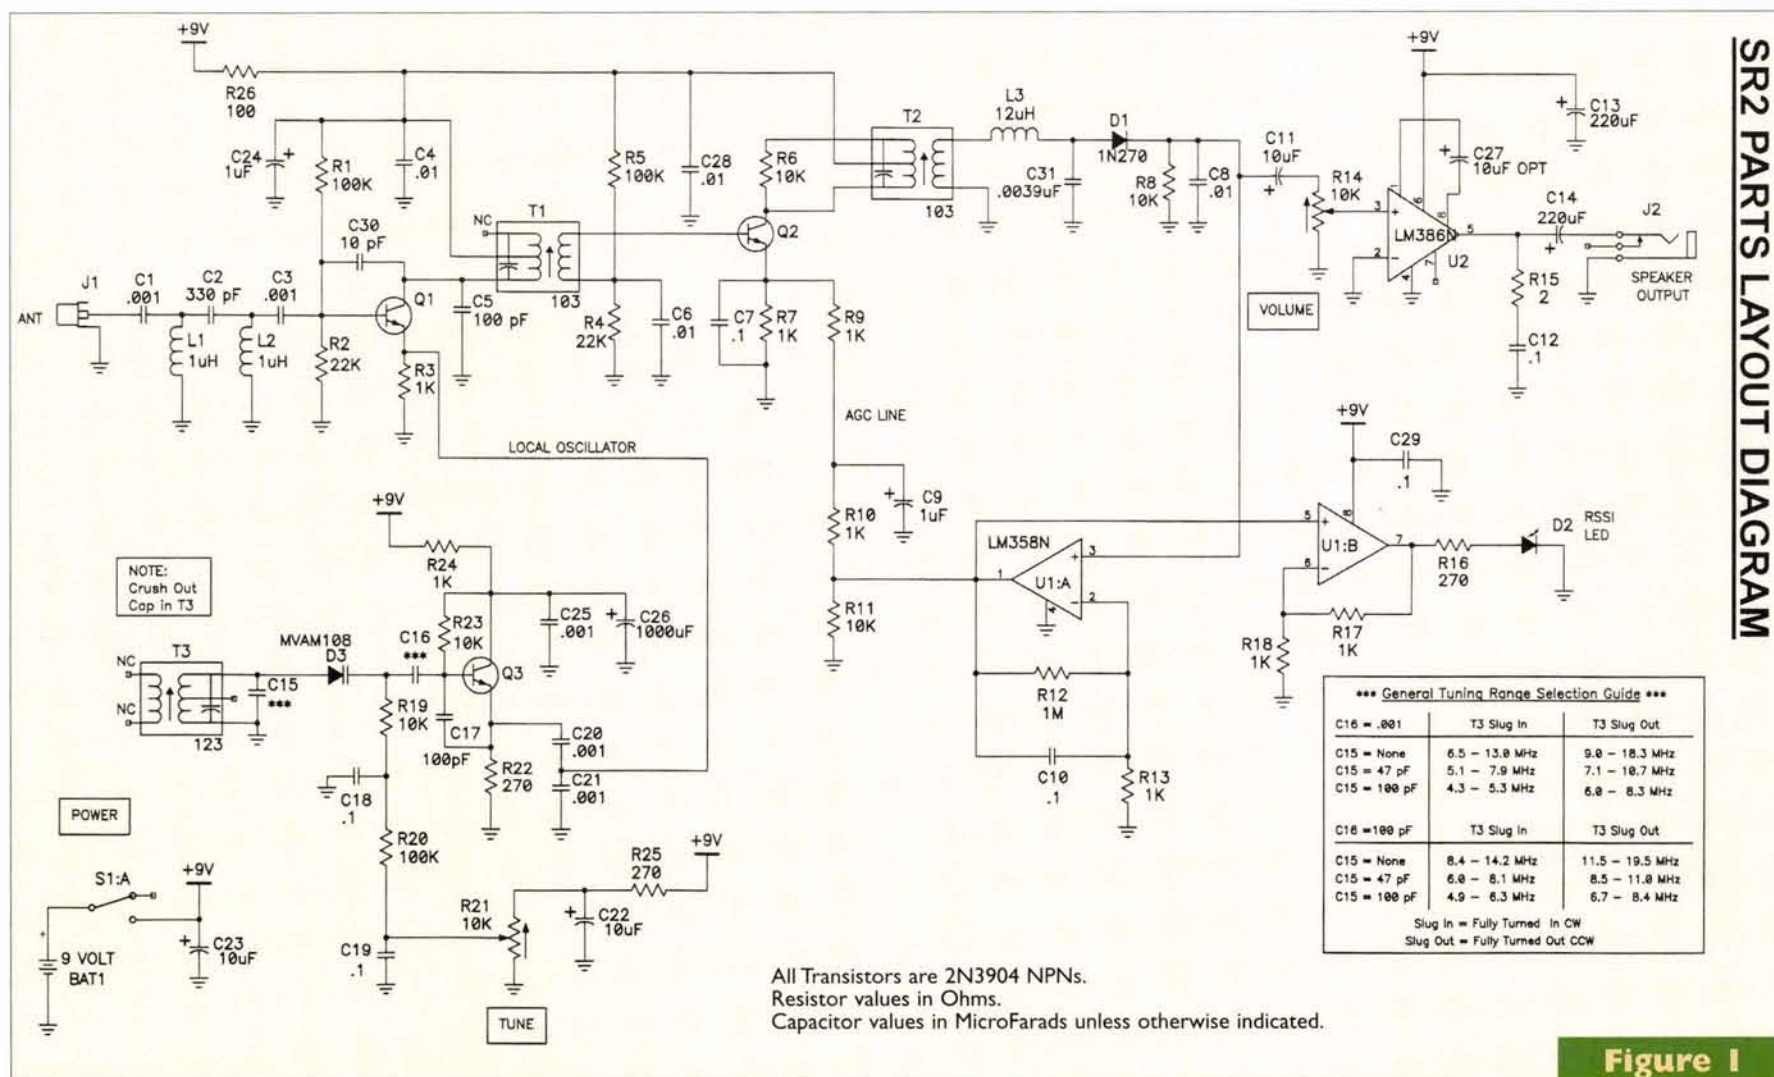 SR2 PARTS LAYOUT DIAGRAM
+9V
R26
100
C24
1uF
+
R1
100K
C4
.01
C30
10 pF
J1
ANT
C1
.001
C2
330 pF
C3
.001
L1
1uH
L2
1uH
R2
22K
Q1
R3
1K
NC
T1
103
C5
100 pF
R5
100K
R4
22K
C6
.01
C28
.01
R6
10K
Q2
C7
.1
R7
1K
R9
1K
T2
103
L3
12uH
C31
.0039uF
D1
1N270
R8
10K
C8
.01
C11
10uF
+
R14
10K
VOLUME
+9V
C13
220uF
+
C27
10uF OPT
+
1
6
8
3
+
2
-
LM386N
5
4
7
U2
C14
220uF
+
J2
SPEAKER
OUTPUT
R15
2
C12
.1
AGC LINE
LOCAL OSCILLATOR
+9V
R24
1K
C9
1uF
+
R10
1K
R11
10K
LM358N
U1:A
1
+
3
-
2
4
R12
1M
C10
.1
R13
1K
+9V
C29
.1
5
+
6
-
8
U1:B
7
R16
270
D2
RSSI
LED
R17
1K
R18
1K
NOTE:
Crush Out
Cap in T3
NC
NC
T3
123
C15
***
MVAM108
D3
C16
***
R23
10K
Q3
C25
.001
C26
1000uF
+
R19
10K
C17
100pF
R22
270
C20
.001
C21
.001
C18
.1
R20
100K
POWER
S1:A
+9V
+
9 VOLT
BAT1
C23
10uF
+
C19
.1
R21
10K
C22
10uF
+
R25
270
+9V
TUNE
*** General Tuning Range Selection Guide ***
C16 = .001 T3 Slug In T3 Slug Out
C15 = None 6.5 - 13.0 MHz 9.0 - 18.3 MHz
C15 = 47 pF 5.1 - 7.9 MHz 7.1 - 10.7 MHz
C15 = 100 pF 4.3 - 5.3 MHz 6.0 - 8.3 MHz
C16 =100 pF T3 Slug In T3 Slug Out
C15 = None 8.4 - 14.2 MHz 11.5 - 19.5 MHz
C15 = 47 pF 6.0 - 8.1 MHz 8.5 - 11.0 MHz
C15 = 100 pF 4.9 - 6.3 MHz 6.7 - 8.4 MHz
Slug In = Fully Turned In CW
Slug Out = Fully Turned Out CCW
All Transistors are 2N3904 NPNs.
Resistor values in Ohms.
Capacitor values in MicroFarads unless otherwise indicated.
Figure 1